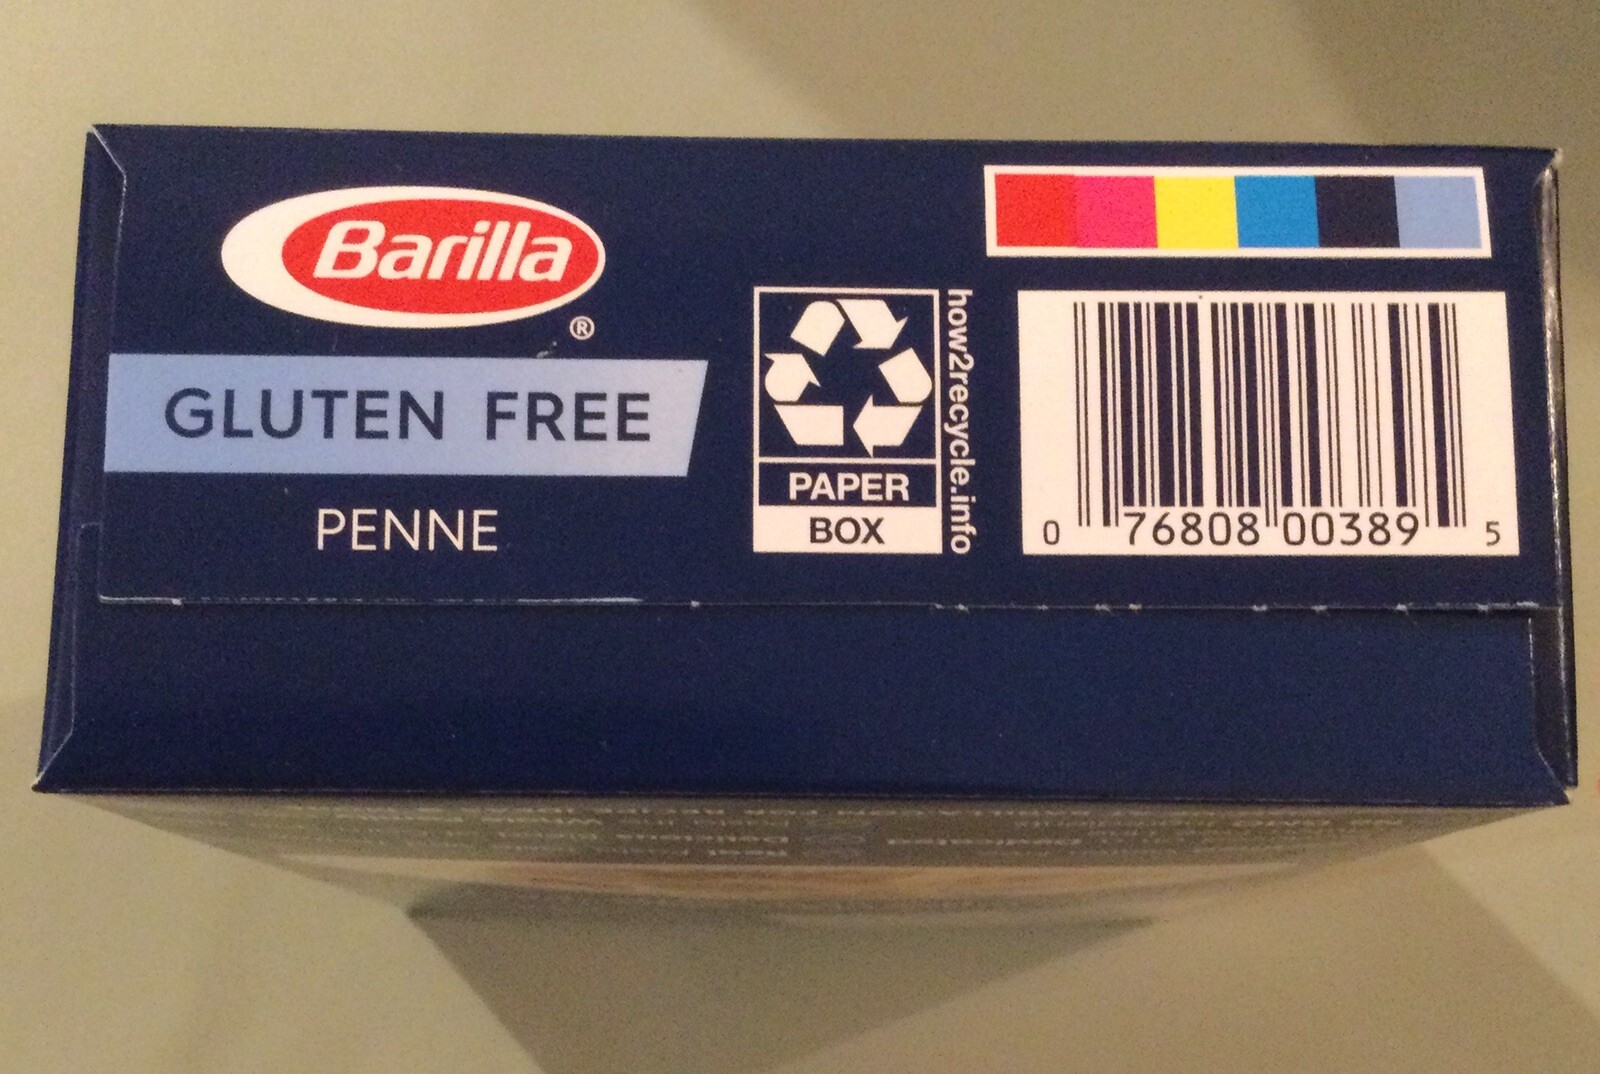 Barilla
®
GLUTEN FREE
PENNE
PAPER
BOX
how2recycle.info
0 76808 00389 5